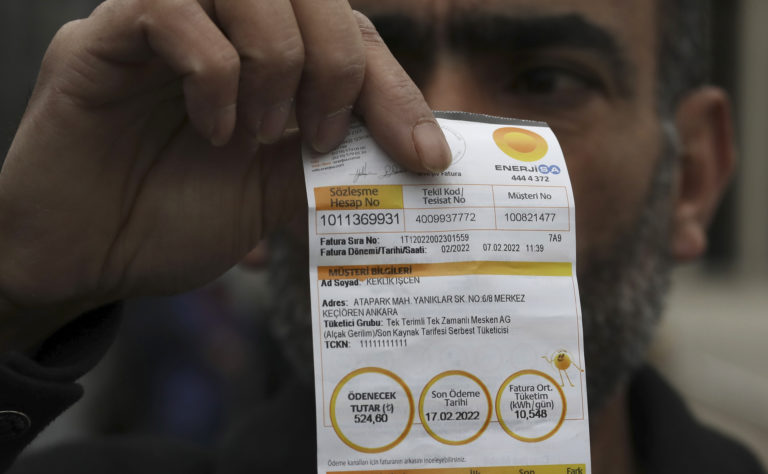 Fatura
ENERJİSA
444 4 372
Sözleşme Tekil Kod/ Müşteri No
Hesap No Tesisat No
1011369931 4009937772 100821477
Fatura Sıra No: 1T12022002301559 7A9
Fatura Dönemi/Tarihi/Saati: 02/2022 07.02.2022 11:39
MÜŞTERİ BİLGİLERİ
Ad Soyad: KEKLİK İŞCEN
Adres: ATAPARK MAH. YANIKLAR SK. NO:6/8 MERKEZ
KEÇİÖREN ANKARA
Tüketici Grubu: Tek Terimli Tek Zamanlı Mesken AG
(Alçak Gerilim)/Son Kaynak Tarifesi Serbest Tüketicisi
TCKN: 11111111111
ÖDENECEK
TUTAR (₺)
524,60
Son Ödeme
Tarihi
17.02.2022
Fatura Ort.
Tüketim
(kWh/gün)
10,548
Ödeme kanalları için faturanın arkasını inceleyebilirsiniz.